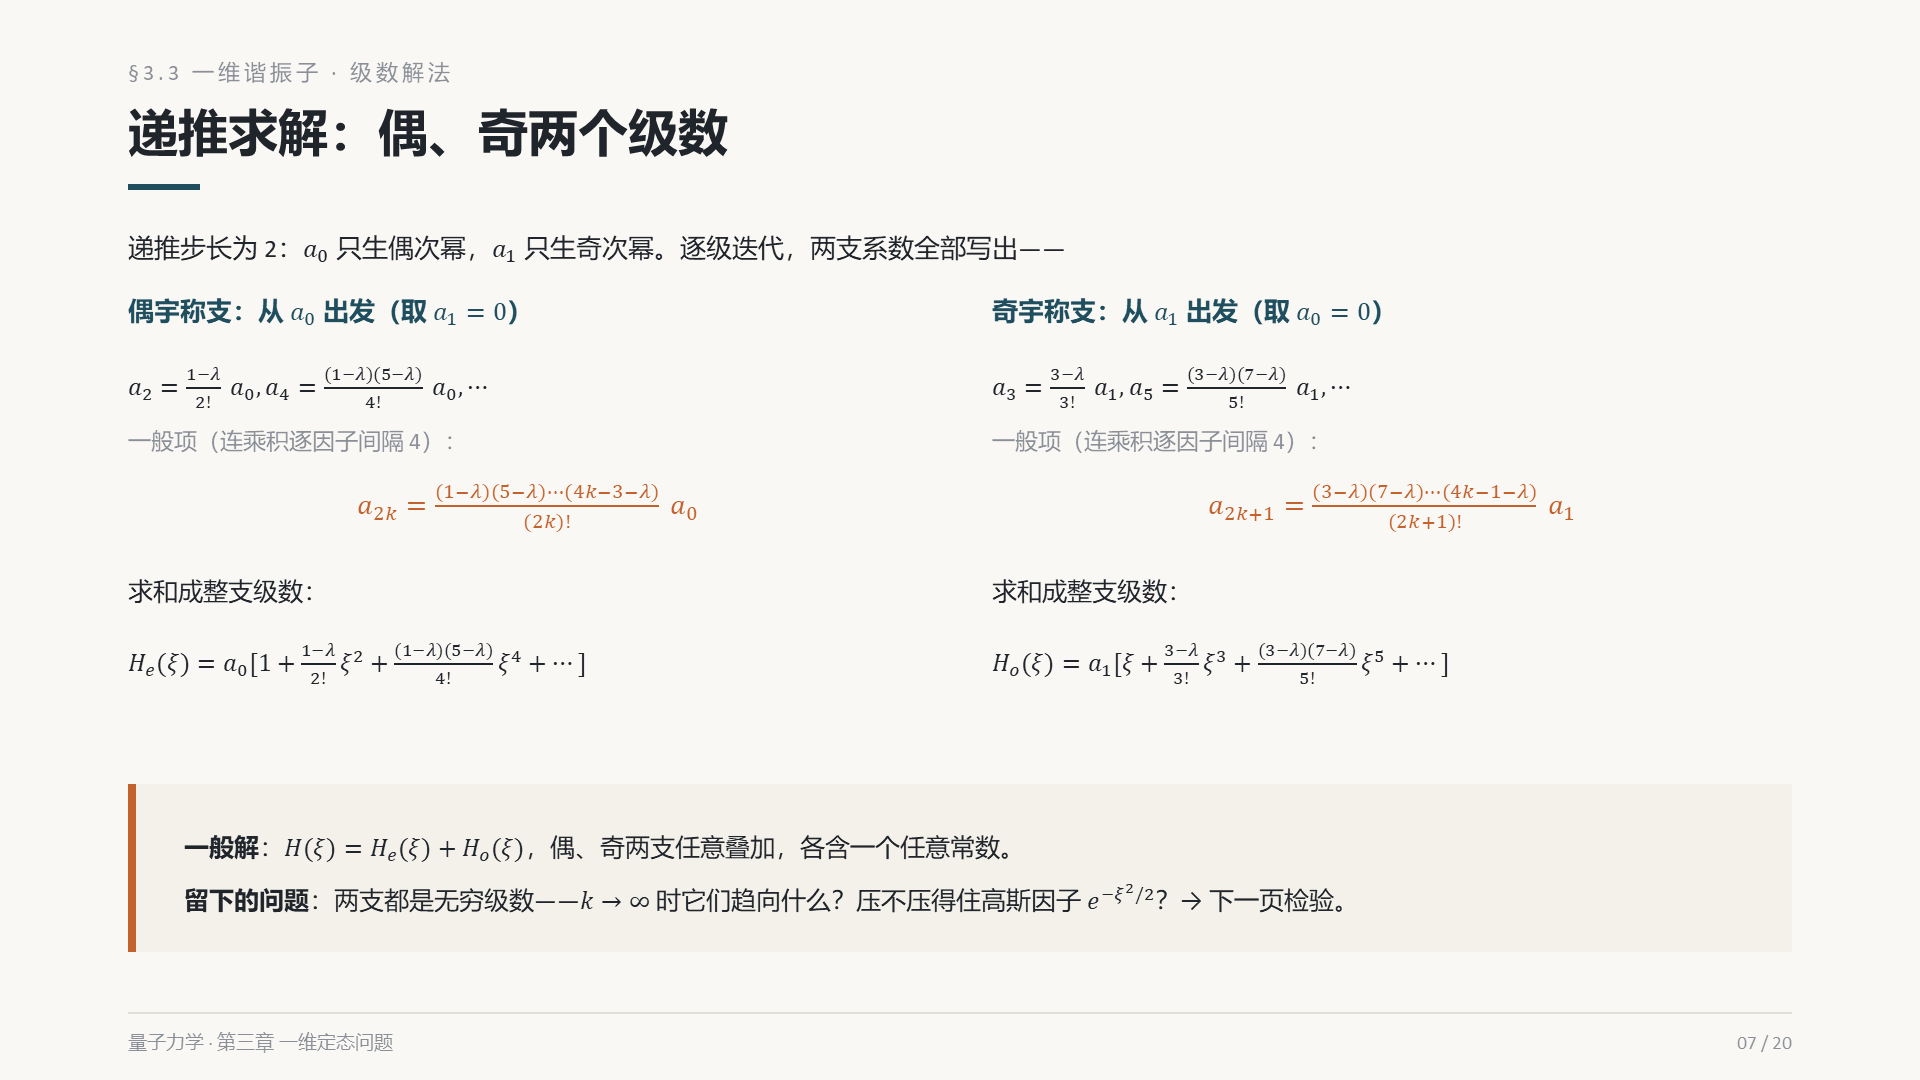 §3.3 一维谐振子 · 级数解法
递推求解：偶、奇两个级数
递推步长为 2：a₀ 只生偶次幂，a₁ 只生奇次幂。逐级迭代，两支系数全部写出——
偶宇称支：从 a₀ 出发（取 a₁ = 0）
a₂ = (1−λ)/2! a₀, a₄ = (1−λ)(5−λ)/4! a₀, ⋯
一般项（连乘积逐因子间隔 4）：
a₂ₖ = (1−λ)(5−λ)⋯(4k−3−λ)/(2k)! a₀
求和成整支级数：
Hₑ(ξ) = a₀[1 + (1−λ)/2! ξ² + (1−λ)(5−λ)/4! ξ⁴ + ⋯]
奇宇称支：从 a₁ 出发（取 a₀ = 0）
a₃ = (3−λ)/3! a₁, a₅ = (3−λ)(7−λ)/5! a₁, ⋯
一般项（连乘积逐因子间隔 4）：
a₂ₖ₊₁ = (3−λ)(7−λ)⋯(4k−1−λ)/(2k+1)! a₁
求和成整支级数：
Hₒ(ξ) = a₁[ξ + (3−λ)/3! ξ³ + (3−λ)(7−λ)/5! ξ⁵ + ⋯]
一般解：H(ξ) = Hₑ(ξ) + Hₒ(ξ)，偶、奇两支任意叠加，各含一个任意常数。
留下的问题：两支都是无穷级数——k → ∞ 时它们趋向什么？压不压得住高斯因子 e^(−ξ²/2)？→ 下一页检验。
量子力学 · 第三章 一维定态问题
07 / 20